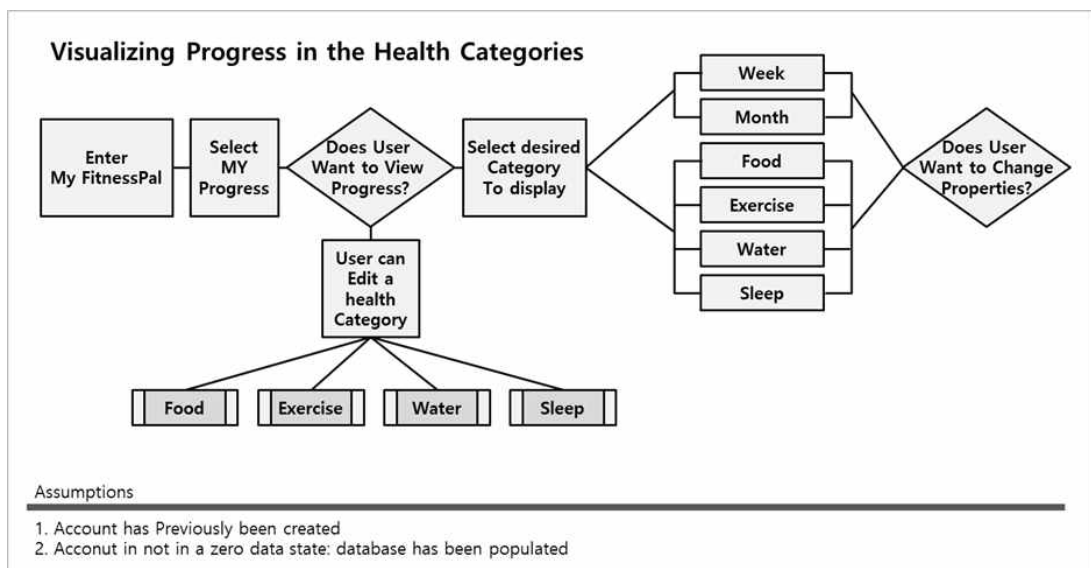 Visualizing Progress in the Health Categories
Enter
My FitnessPal
Select
MY
Progress
Does User
Want to View
Progress?
Select desired
Category
To display
Week
Month
Food
Exercise
Water
Sleep
Does User
Want to Change
Properties?
User can
Edit a
health
Category
Food
Exercise
Water
Sleep
Assumptions
1. Account has Previously been created
2. Acconut in not in a zero data state: database has been populated